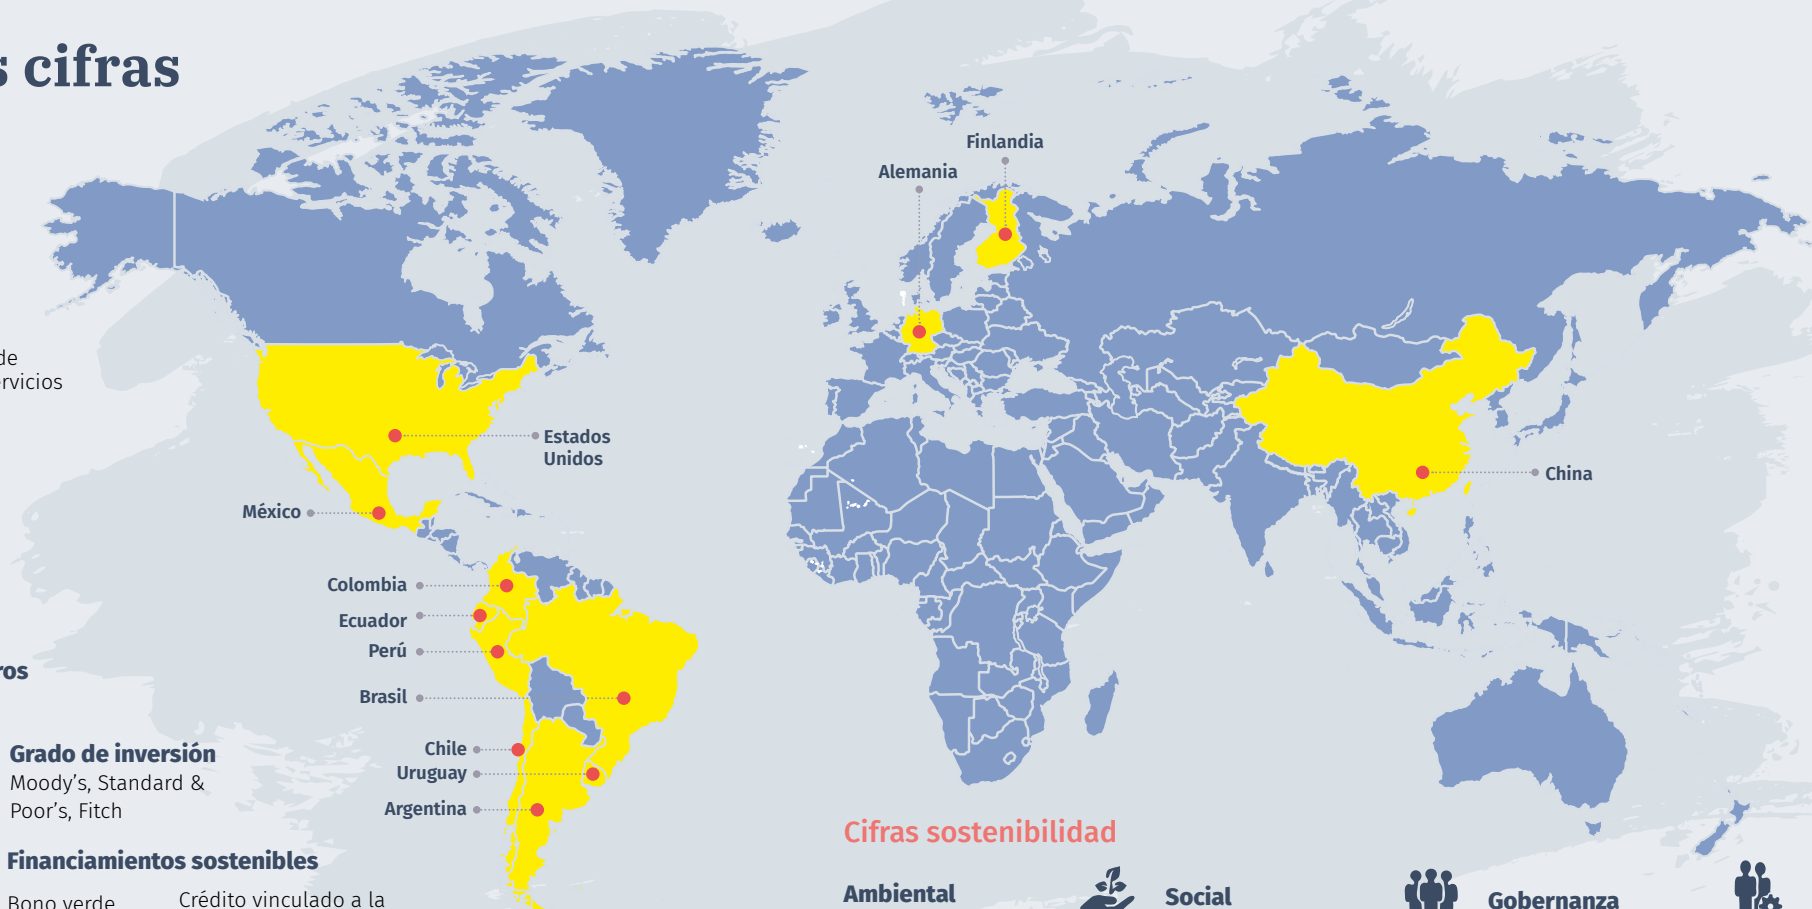 s cifras
Finlandia
Alemania
de
ervicios
Estados
Unidos
China
México
Colombia
Ecuador
Perú
ros
Brasil
Chile
Uruguay
Argentina
Grado de inversión
Moody's, Standard &
Poor's, Fitch
Cifras sostenibilidad
Financiamientos sostenibles
Bono verde
Crédito vinculado a la
Ambiental
Social
Gobernanza